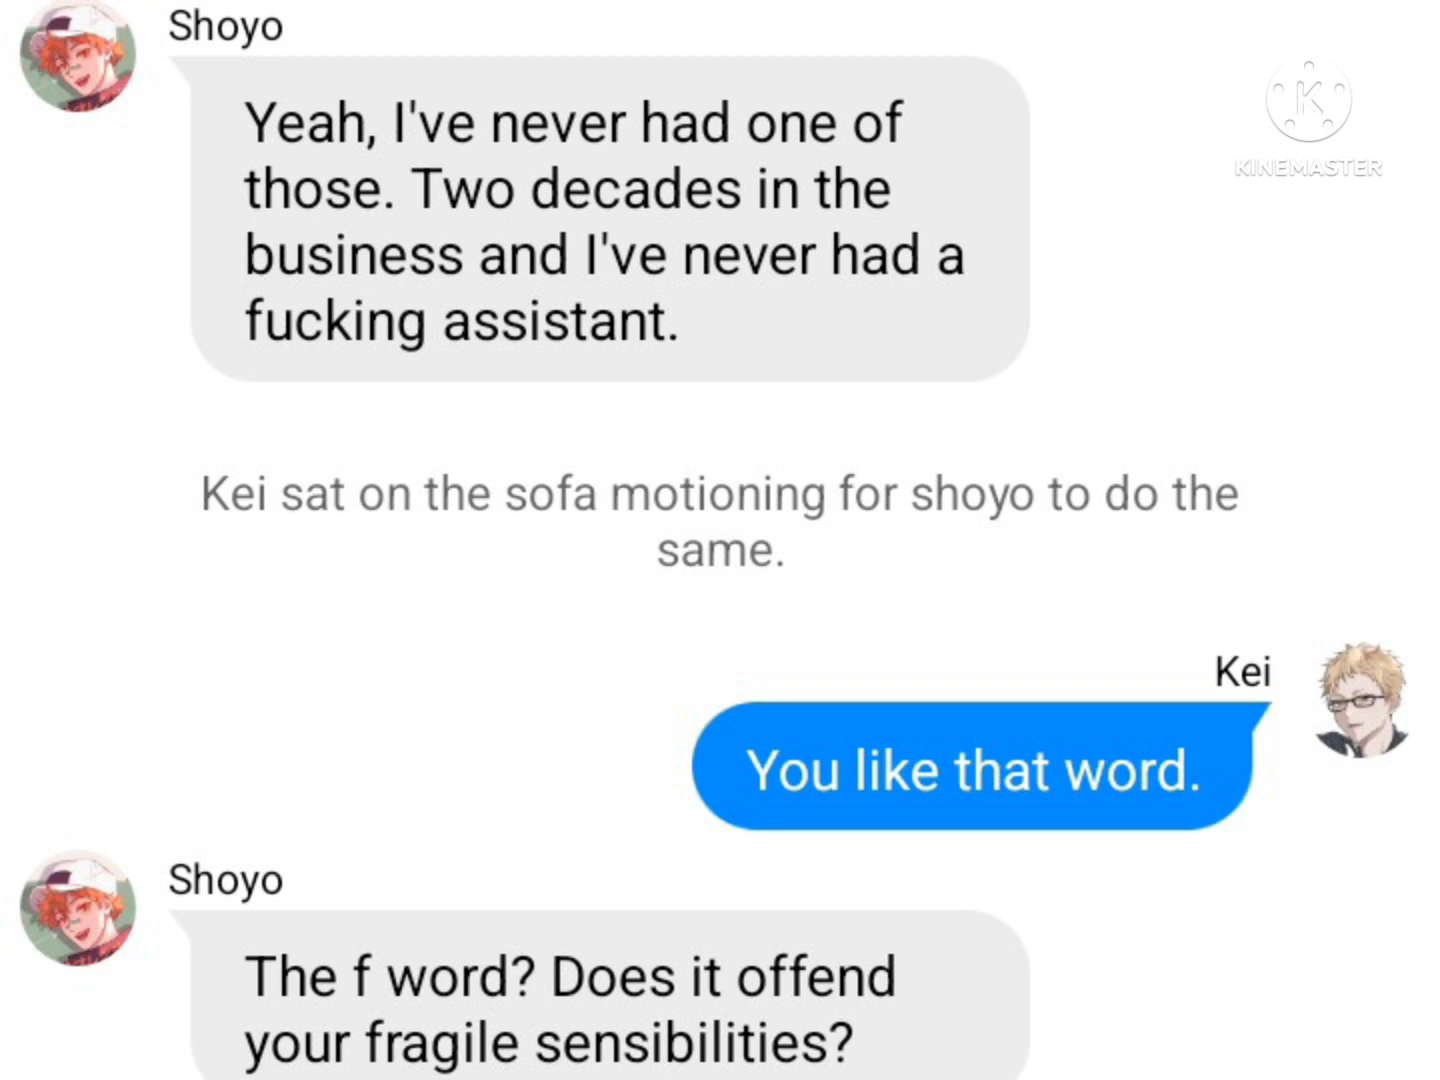 Shoyo
Yeah, I've never had one of
those. Two decades in the
business and I've never had a
fucking assistant.
K
KINEMASTER
Kei sat on the sofa motioning for shoyo to do the
same.
Kei
You like that word.
Shoyo
The f word? Does it offend
your fragile sensibilities?